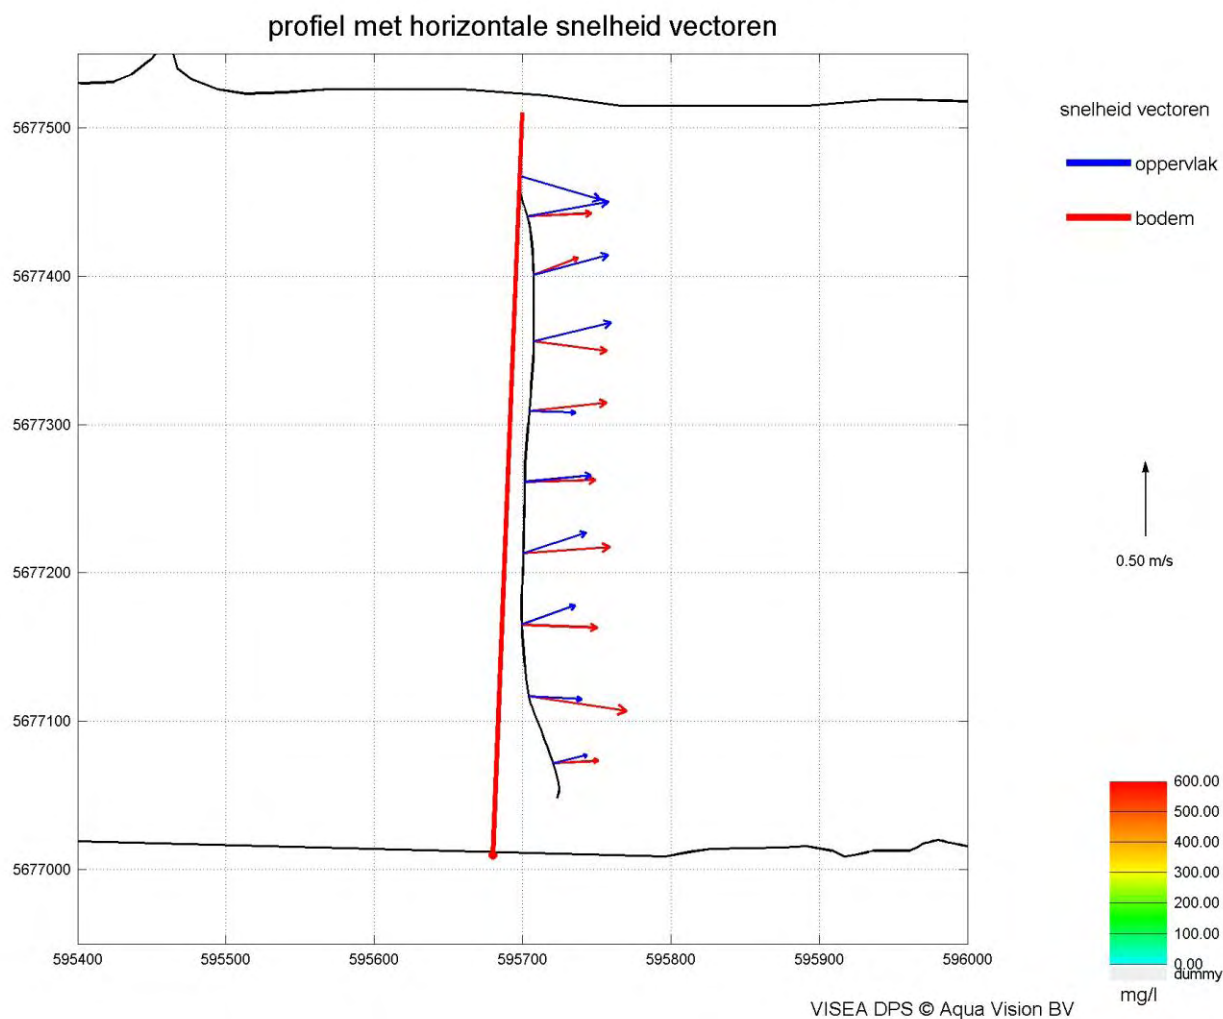 profiel met horizontale snelheid vectoren
snelheid vectoren
oppervlak
bodem
5677500
5677400
5677300
5677200
5677100
5677000
595400
595500
595600
595700
595800
595900
596000
0.50 m/s
600.00
500.00
400.00
300.00
200.00
100.00
0.00
dummy
mg/l
VISEA DPS © Aqua Vision BV